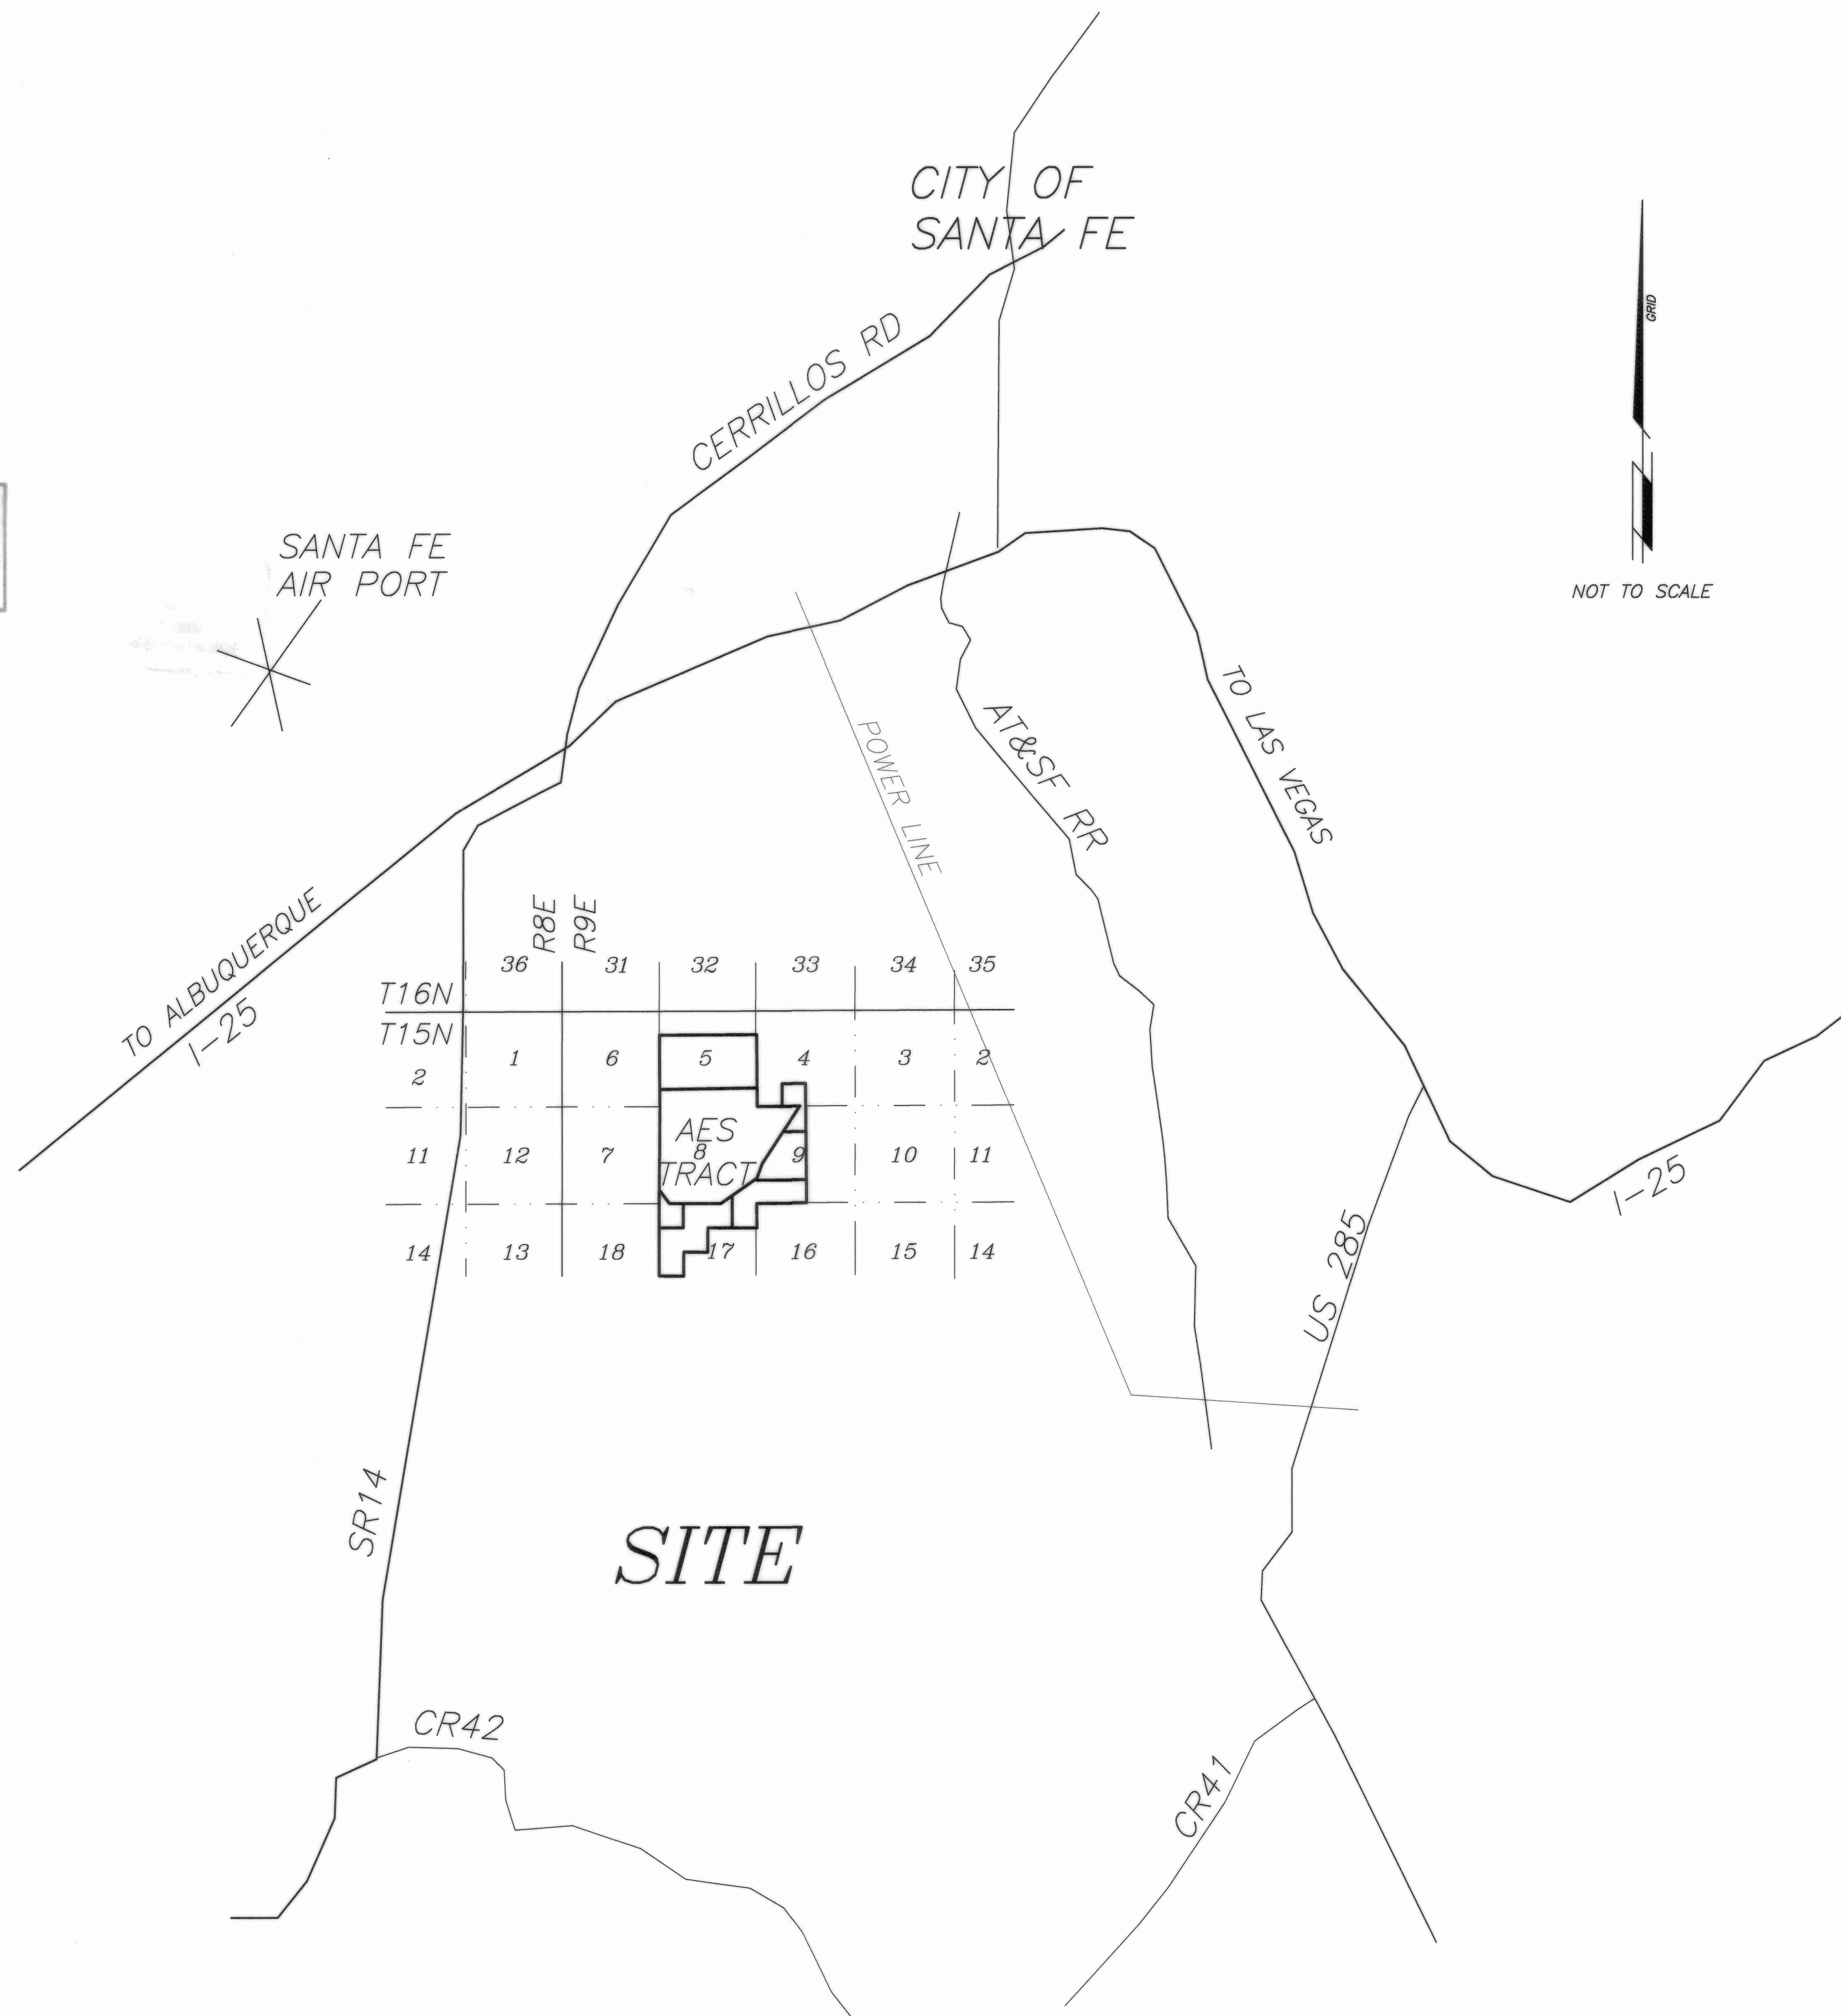 CITY OF
SANTA FE
GRID
CERRILLOS RD
SANTA FE
AIR PORT
NOT TO SCALE
TO LAS VEGAS
POWER LINE
AT&SF RR
TO ALBUQUERQUE
I-25
R8E
R9E
36 31 32 33 34 35
T16N
T15N
2 1 6 5 4 3 2
AES
11 12 7 8 9 10 11
TRACT
14 13 18 17 16 15 14
I-25
US 285
SR14
SITE
CR42
CR41